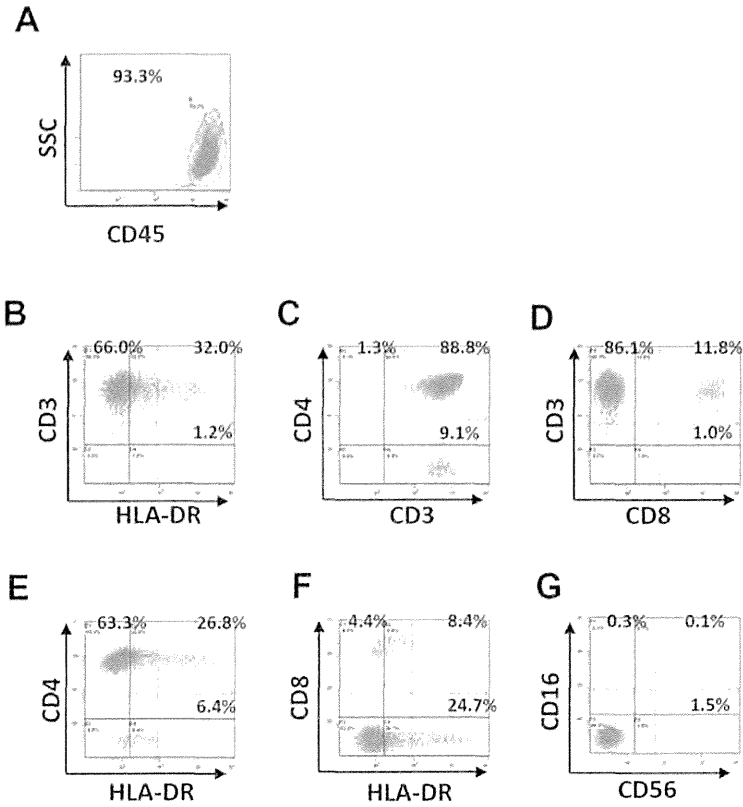 A
93.3%
SSC
CD45
B
66.0% 32.0%
CD3
1.2%
HLA-DR
C
1.3% 88.8%
CD4
9.1%
CD3
D
86.1% 11.8%
CD3
1.0%
CD8
E
63.3% 26.8%
CD4
6.4%
HLA-DR
F
4.4% 8.4%
CD8
24.7%
HLA-DR
G
0.3% 0.1%
CD16
1.5%
CD56